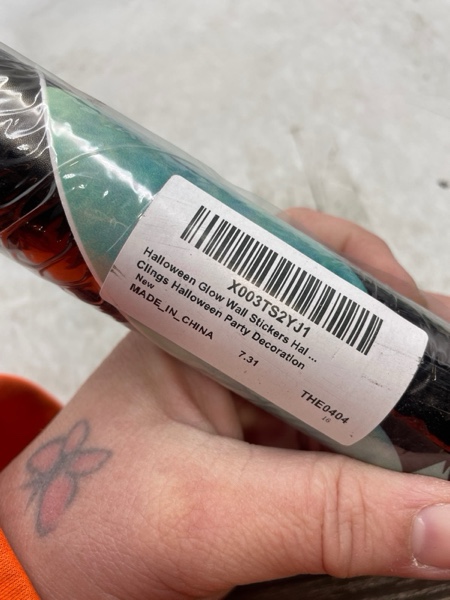 X003TS2YJ1
Halloween Glow Wall Stickers Hal ...
Clings Halloween Party Decoration
New
MADE_IN_CHINA
7.31
THE0404